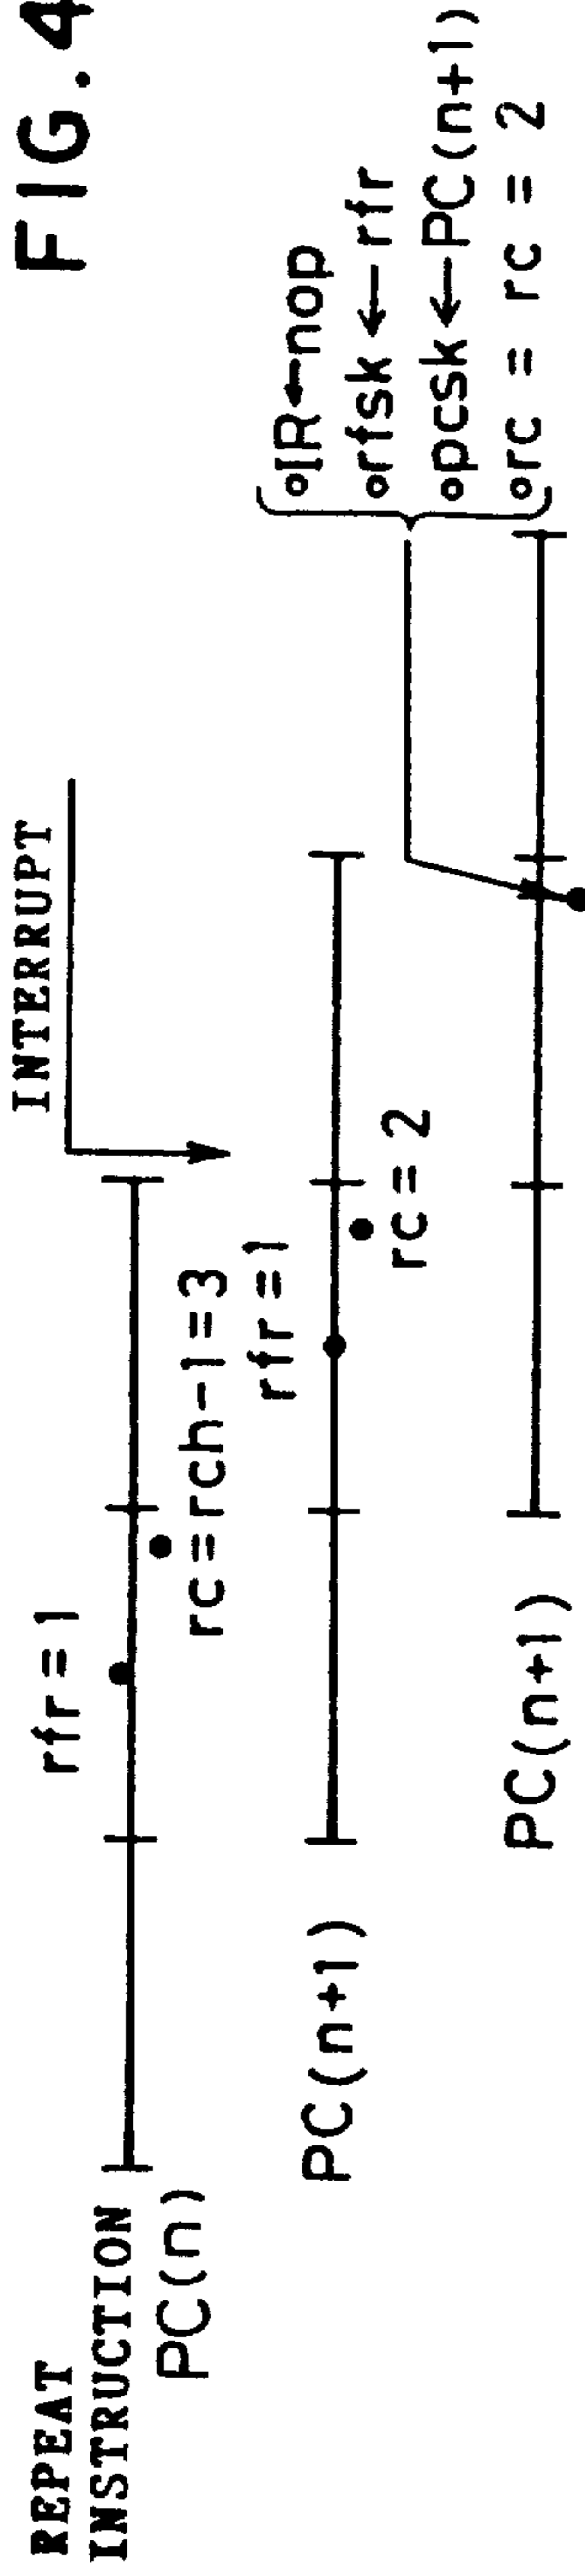 FIG. 4
INTERRUPT
REPEAT
INSTRUCTION
PC(n)
rfr = 1
rc = rch - 1 = 3
PC(n+1)
rfr = 1
rc = 2
PC(n+1)
∘IR←nop
∘rfsk ← rfr
∘pcsk ← PC(n+1)
∘rc = rc = 2